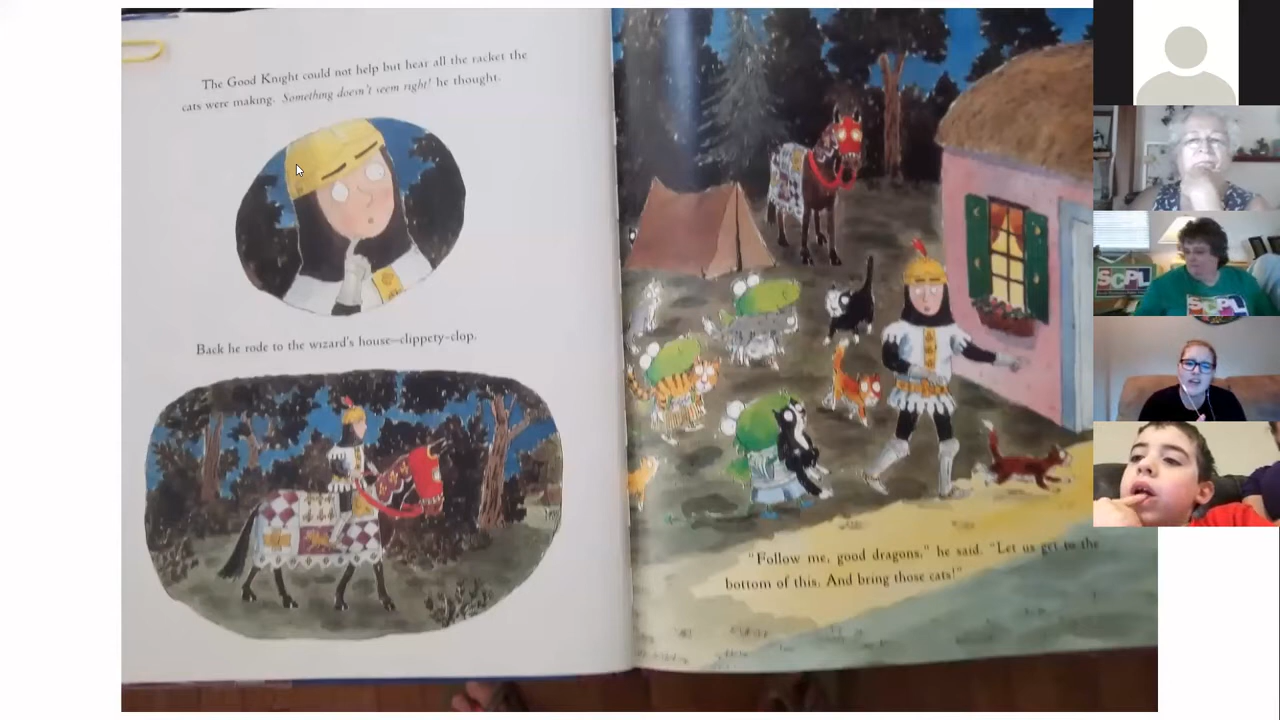 The Good Knight could not help but hear all the racket the
cats were making. Something doesn't seem right! he thought.
Back he rode to the wizard's house—clippety-clop.
"Follow me, good dragons," he said. "Let us get to the
bottom of this. And bring those cats!"
SCPL
SCPL